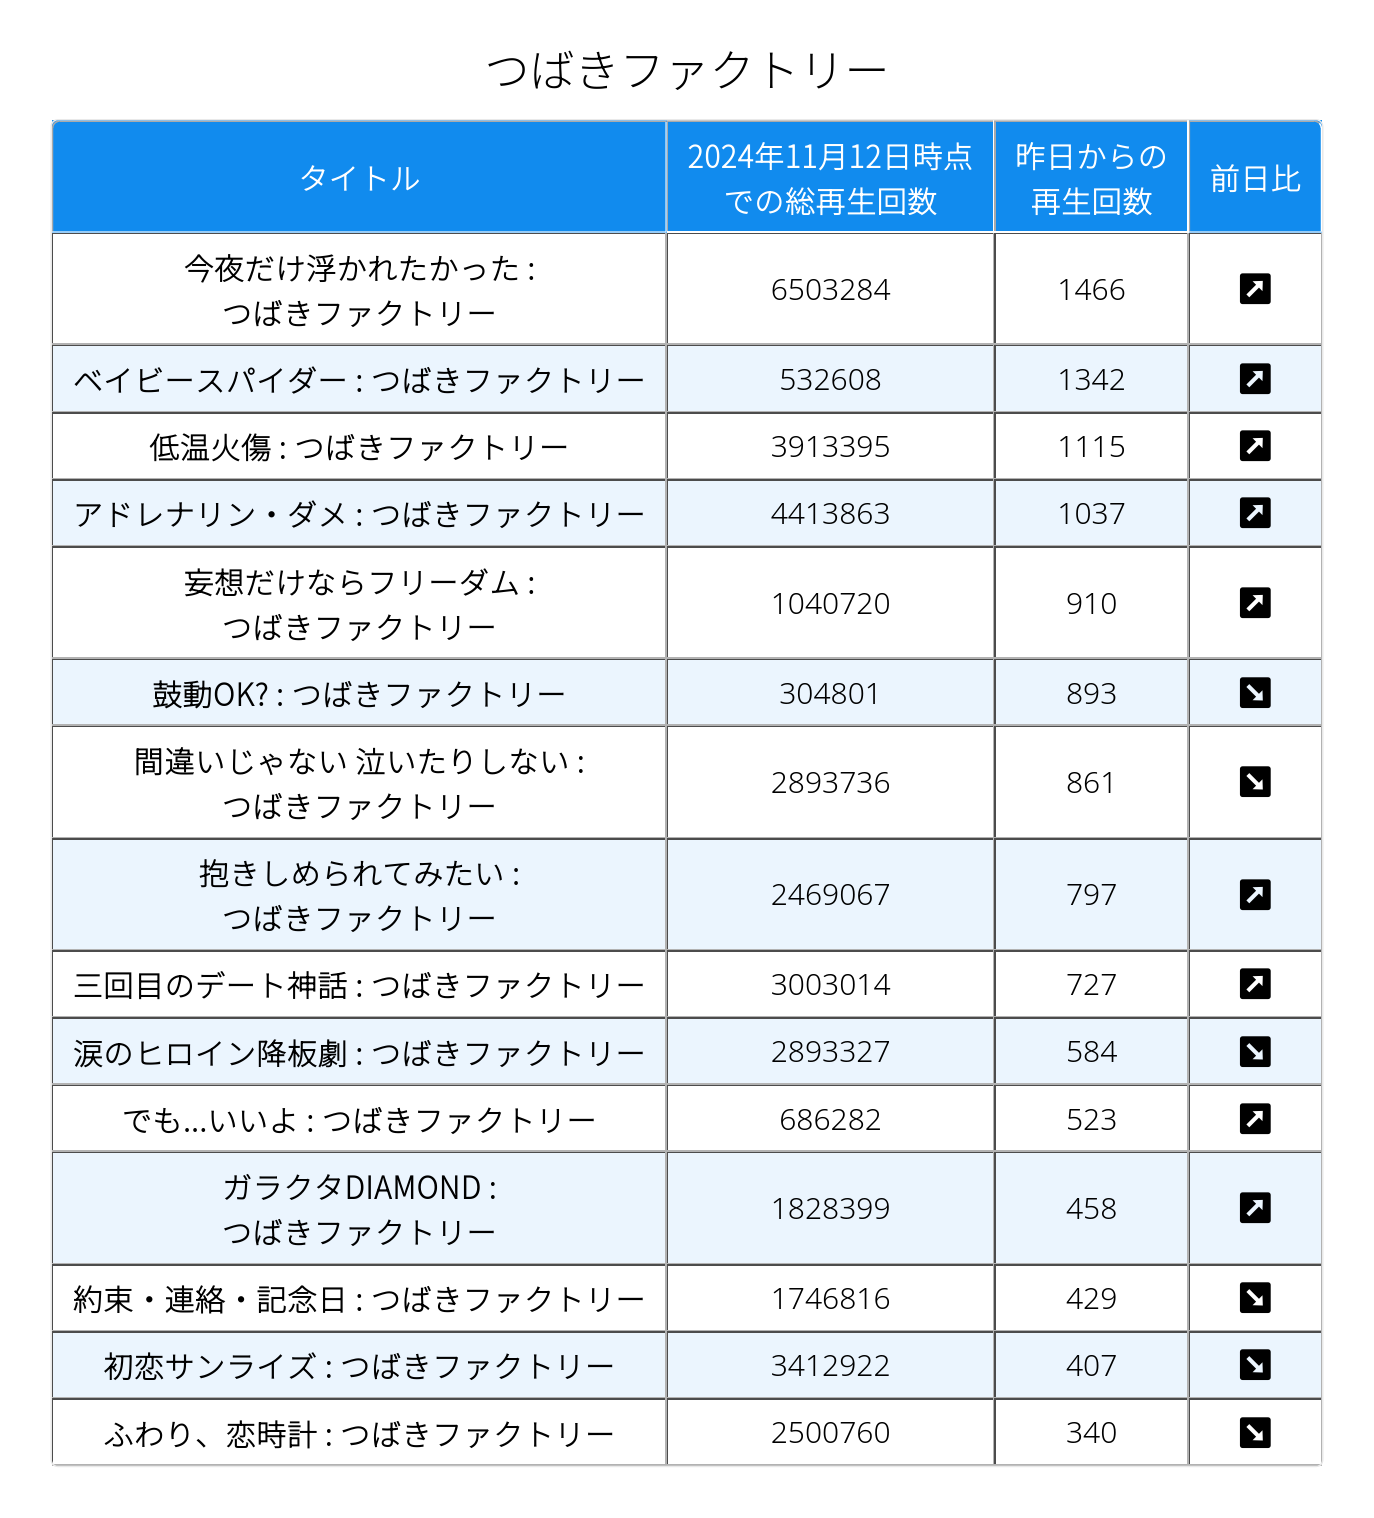 つばきファクトリー
タイトル
2024年11月12日時点
での総再生回数
昨日からの
再生回数
前日比
今夜だけ浮かれたかった :
つばきファクトリー
6503284
1466
ベイビースパイダー : つばきファクトリー
532608
1342
低温火傷 : つばきファクトリー
3913395
1115
アドレナリン・ダメ : つばきファクトリー
4413863
1037
妄想だけならフリーダム :
つばきファクトリー
1040720
910
鼓動OK? : つばきファクトリー
304801
893
間違いじゃない 泣いたりしない :
つばきファクトリー
2893736
861
抱きしめられてみたい :
つばきファクトリー
2469067
797
三回目のデート神話 : つばきファクトリー
3003014
727
涙のヒロイン降板劇 : つばきファクトリー
2893327
584
でも...いいよ : つばきファクトリー
686282
523
ガラクタDIAMOND :
つばきファクトリー
1828399
458
約束・連絡・記念日 : つばきファクトリー
1746816
429
初恋サンライズ : つばきファクトリー
3412922
407
ふわり、恋時計 : つばきファクトリー
2500760
340